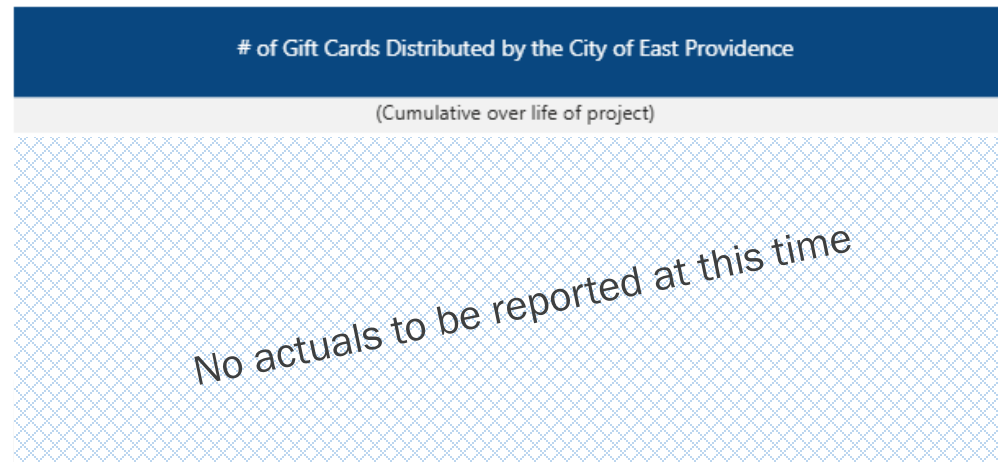 # of Gift Cards Distributed by the City of East Providence
(Cumulative over life of project)
No actuals to be reported at this time